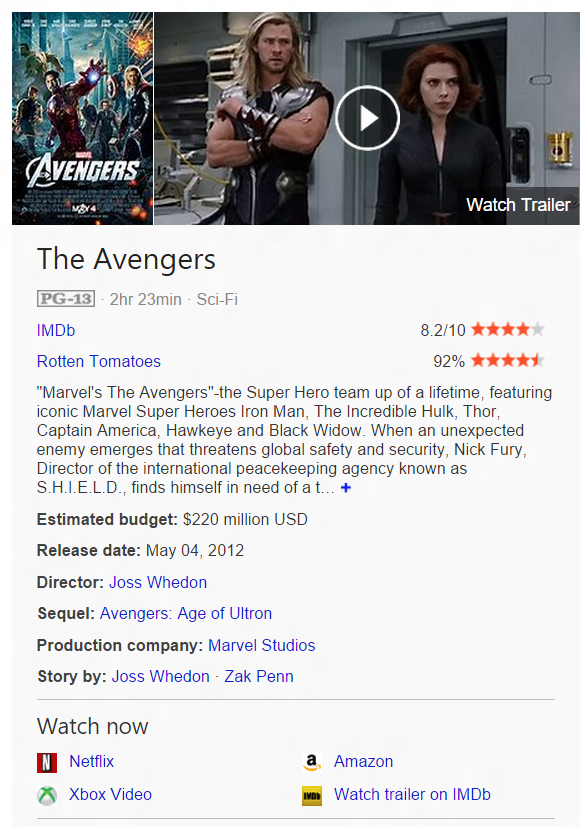 MARVEL
AVENGERS
MAY 4
Watch Trailer
The Avengers
PG-13 · 2hr 23min · Sci-Fi
IMDb 8.2/10
Rotten Tomatoes 92%
"Marvel's The Avengers"-the Super Hero team up of a lifetime, featuring
iconic Marvel Super Heroes Iron Man, The Incredible Hulk, Thor,
Captain America, Hawkeye and Black Widow. When an unexpected
enemy emerges that threatens global safety and security, Nick Fury,
Director of the international peacekeeping agency known as
S.H.I.E.L.D., finds himself in need of a t... +
Estimated budget: $220 million USD
Release date: May 04, 2012
Director: Joss Whedon
Sequel: Avengers: Age of Ultron
Production company: Marvel Studios
Story by: Joss Whedon · Zak Penn
Watch now
N Netflix
a Amazon
Xbox Video
IMDb Watch trailer on IMDb